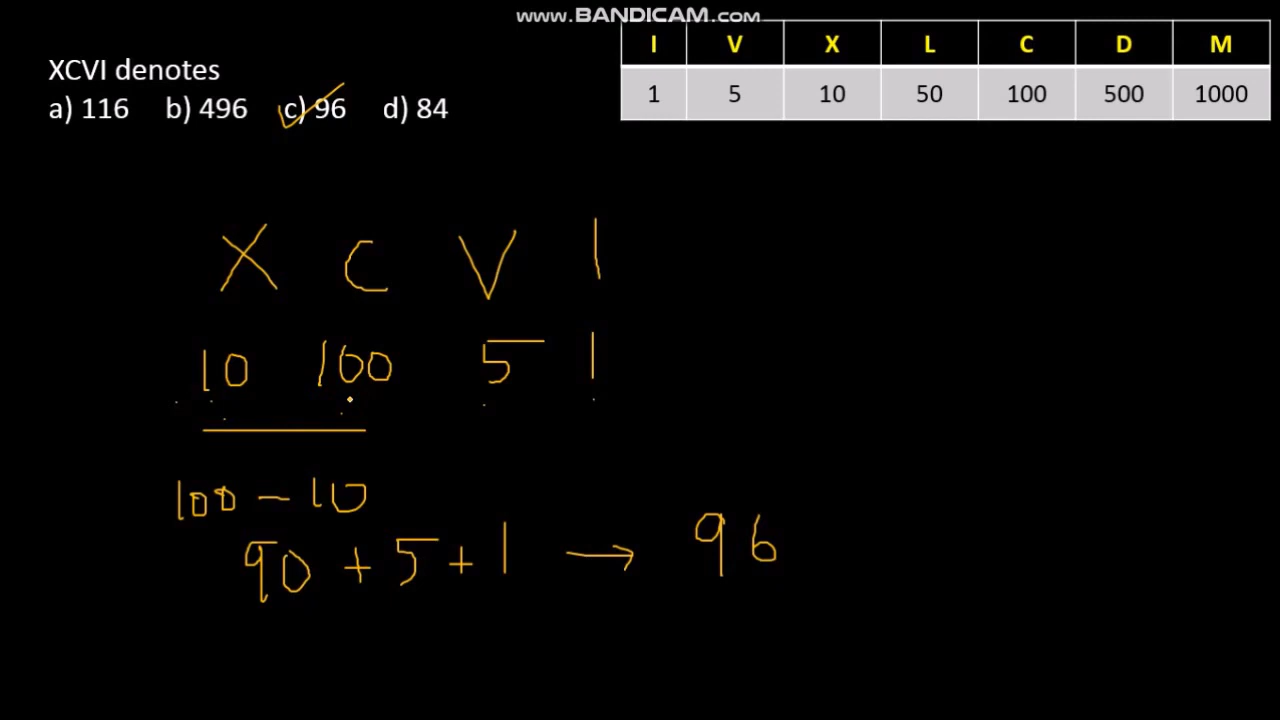 www.BANDICAM.com
XCVI denotes
a) 116 b) 496 c) 96 d) 84
I V X L C D M
1 5 10 50 100 500 1000
X C V I
10 100 5 1
100 - 10
90 + 5 + 1 → 96